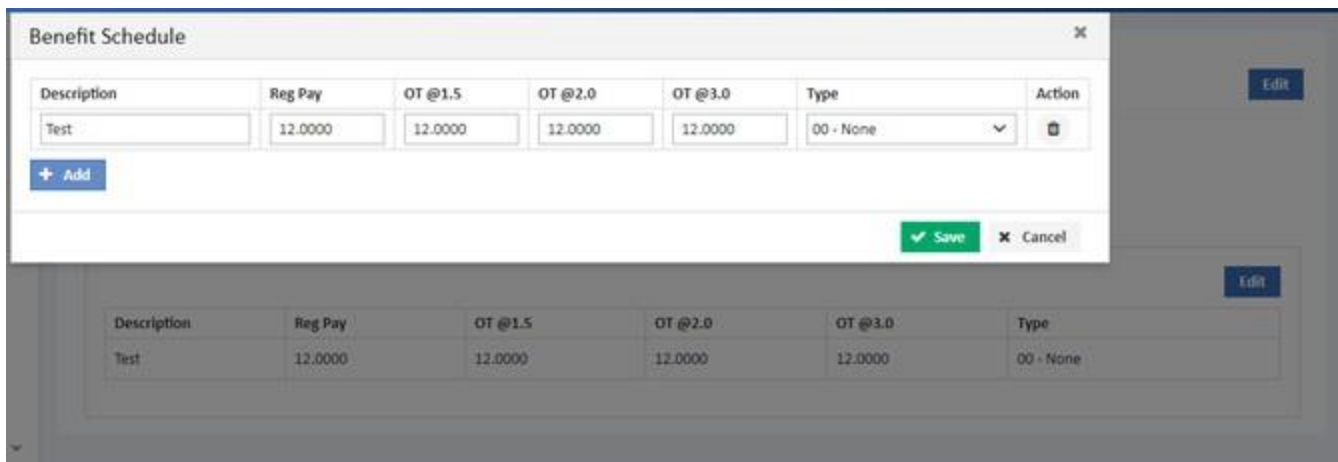 Benefit Schedule
Edit
Description Reg Pay OT @1.5 OT @2.0 OT @3.0 Type Action
Test 12.0000 12.0000 12.0000 12.0000 00 - None
Add
Save Cancel
Edit
Description Reg Pay OT @1.5 OT @2.0 OT @3.0 Type
Test 12.0000 12.0000 12.0000 12.0000 00 - None